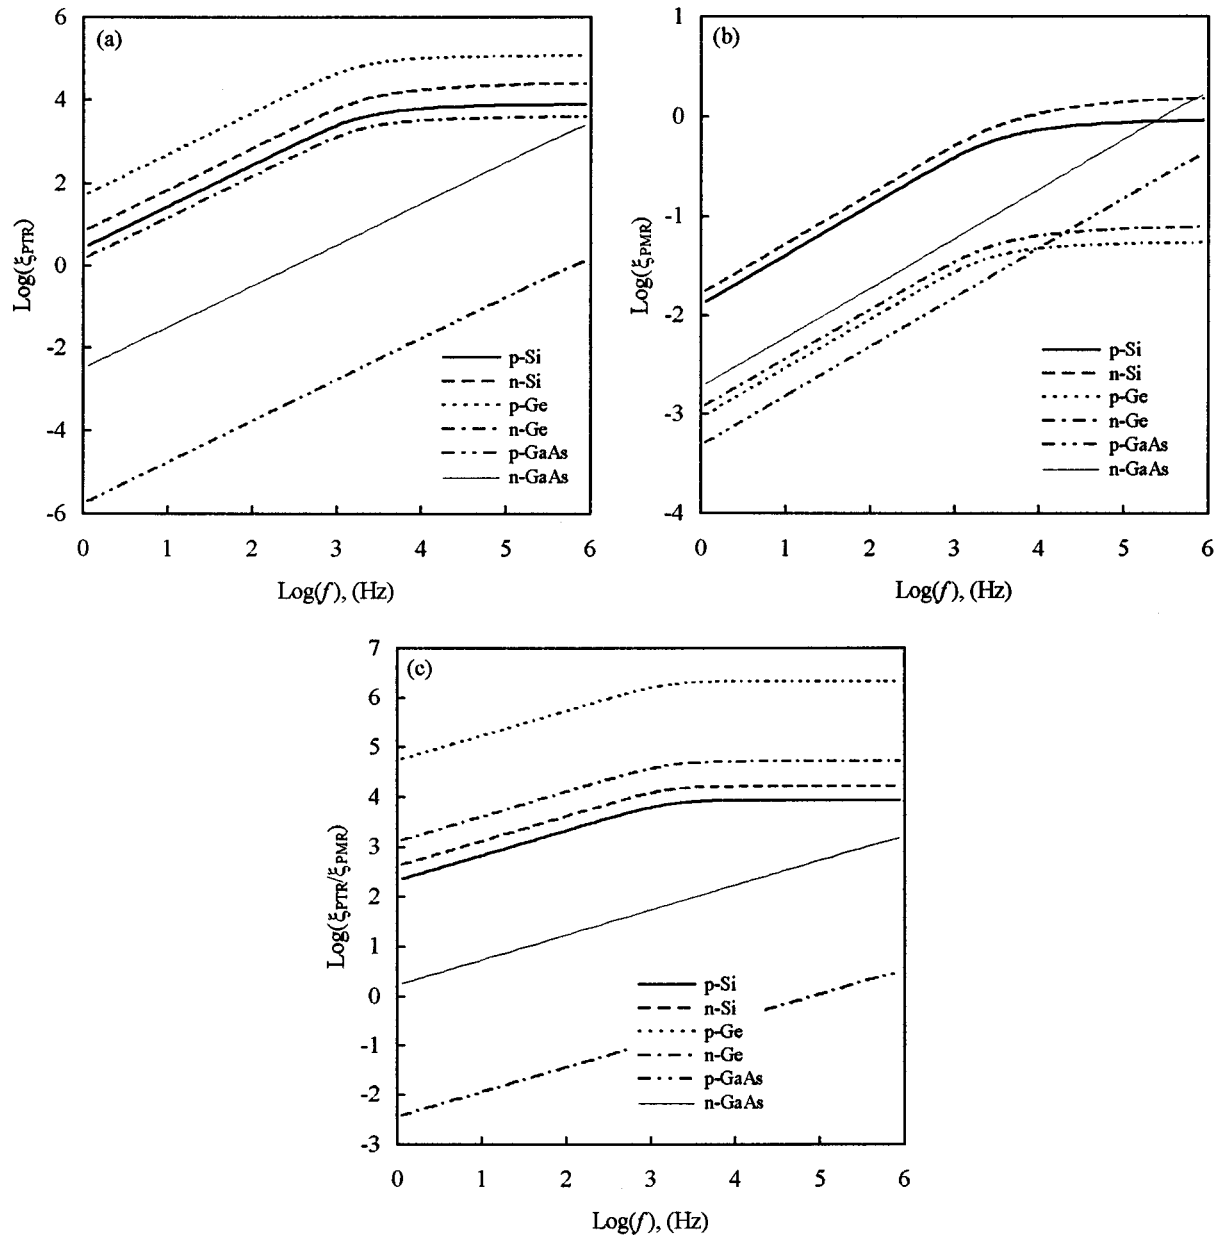 (a)
6
4
2
0
-2
-4
-6
Log(ξPTR)
p-Si
n-Si
p-Ge
n-Ge
p-GaAs
n-GaAs
0 1 2 3 4 5 6
Log(f), (Hz)
(b)
1
0
-1
-2
-3
-4
Log(ξPMR)
p-Si
n-Si
p-Ge
n-Ge
p-GaAs
n-GaAs
0 1 2 3 4 5 6
Log(f), (Hz)
(c)
7
6
5
4
3
2
1
0
-1
-2
-3
Log(ξPTR/ξPMR)
p-Si
n-Si
p-Ge
n-Ge
p-GaAs
n-GaAs
0 1 2 3 4 5 6
Log(f), (Hz)